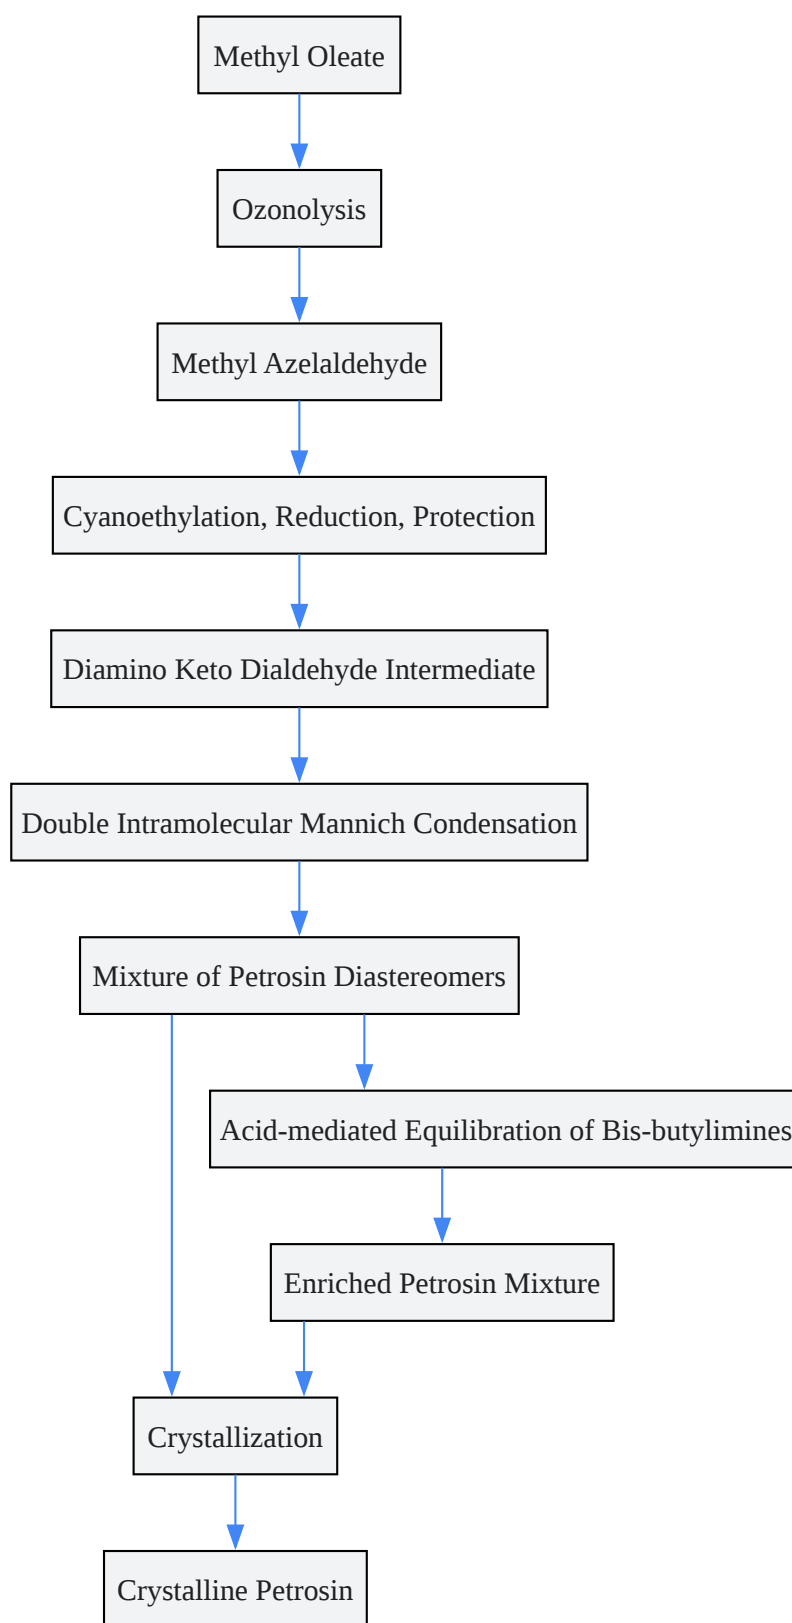 Methyl Oleate
Ozonolysis
Methyl Azelaldehyde
Cyanoethylation, Reduction, Protection
Diamino Keto Dialdehyde Intermediate
Double Intramolecular Mannich Condensation
Mixture of Petrosin Diastereomers
Acid-mediated Equilibration of Bis-butylimines
Enriched Petrosin Mixture
Crystallization
Crystalline Petrosin